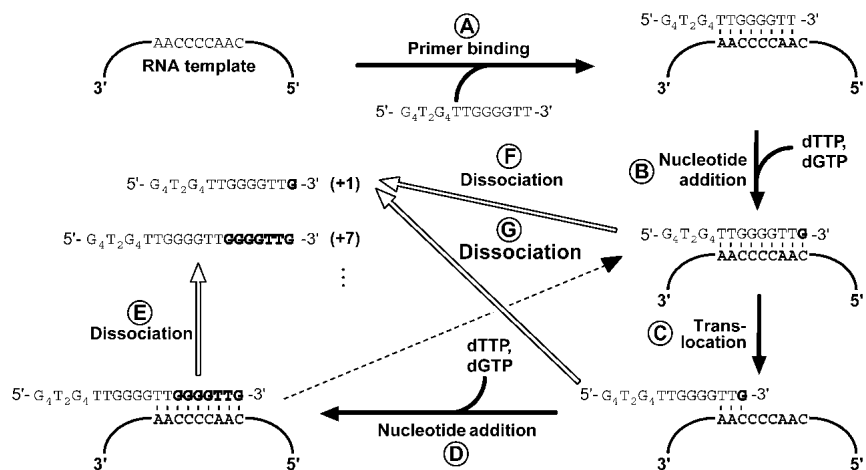 AACCCCAAC
RNA template
3'
5'
A
Primer binding
5'- G4T2G4TTGGGGTT-3'
5'- G4T2G4TTGGGGTT -3'
AACCCCAAC
3'
5'
B
Nucleotide
addition
dTTP,
dGTP
F
Dissociation
5'- G4T2G4TTGGGGTTG-3' (+1)
5'- G4T2G4TTGGGGTTGGGGTTG -3' (+7)
⋮
G
Dissociation
5'- G4T2G4TTGGGGTTG-3'
AACCCCAAC
3'
5'
E
Dissociation
C
Trans-
location
dTTP,
dGTP
5'- G4T2G4TTGGGGTTGGGGTTG -3'
AACCCCAAC
3'
5'
Nucleotide addition
D
5'- G4T2G4TTGGGGTTG-3'
AACCCCAAC
3'
5'